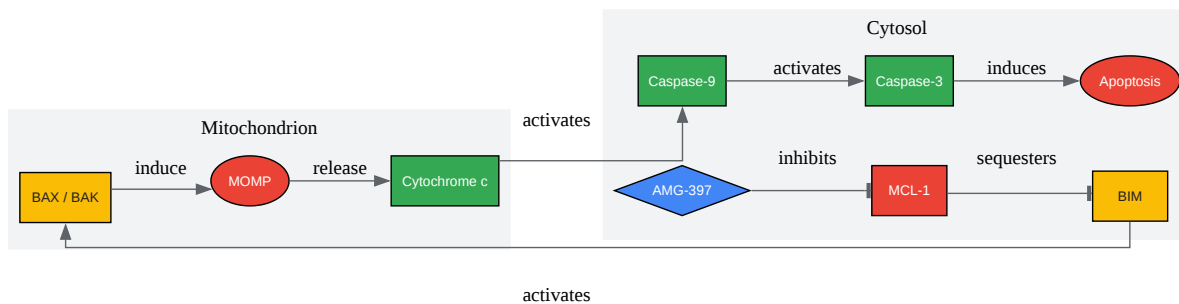 Cytosol
Caspase-9
activates
Caspase-3
induces
Apoptosis
activates
Mitochondrion
BAX / BAK
induce
MOMP
release
Cytochrome c
AMG-397
inhibits
MCL-1
sequesters
BIM
activates